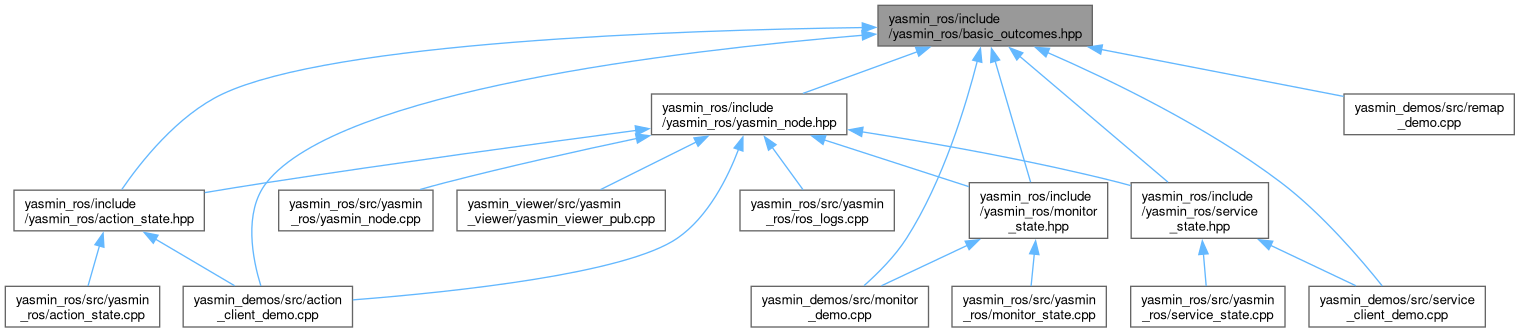 yasmin_ros/include
/yasmin_ros/basic_outcomes.hpp
yasmin_ros/include
/yasmin_ros/yasmin_node.hpp
yasmin_demos/src/remap
_demo.cpp
yasmin_ros/include
/yasmin_ros/action_state.hpp
yasmin_ros/src/yasmin
_ros/yasmin_node.cpp
yasmin_viewer/src/yasmin
_viewer/yasmin_viewer_pub.cpp
yasmin_ros/src/yasmin
_ros/ros_logs.cpp
yasmin_ros/include
/yasmin_ros/monitor
_state.hpp
yasmin_ros/include
/yasmin_ros/service
_state.hpp
yasmin_ros/src/yasmin
_ros/action_state.cpp
yasmin_demos/src/action
_client_demo.cpp
yasmin_demos/src/monitor
_demo.cpp
yasmin_ros/src/yasmin
_ros/monitor_state.cpp
yasmin_ros/src/yasmin
_ros/service_state.cpp
yasmin_demos/src/service
_client_demo.cpp